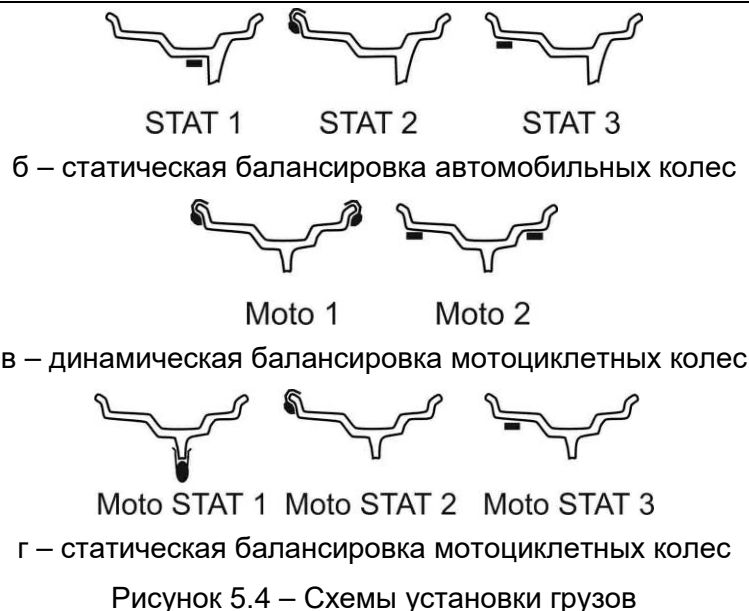 STAT 1 STAT 2 STAT 3
б – статическая балансировка автомобильных колес
Moto 1 Moto 2
в – динамическая балансировка мотоциклетных колес
Moto STAT 1 Moto STAT 2 Moto STAT 3
г – статическая балансировка мотоциклетных колес
Рисунок 5.4 – Схемы установки грузов